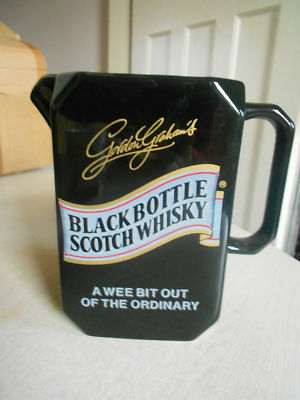 Gordon Graham's
BLACK BOTTLE®
SCOTCH WHISKY
A WEE BIT OUT
OF THE ORDINARY